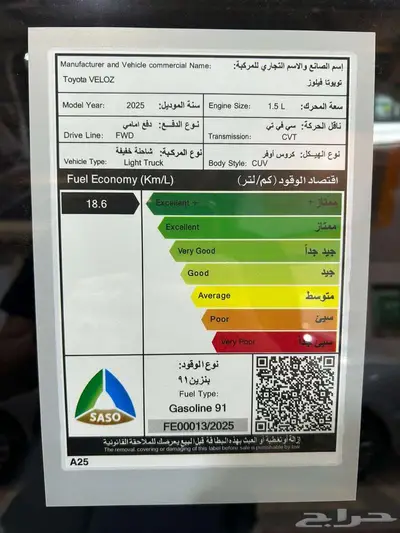 Manufacturer and Vehicle commercial Name: إسم الصانع والاسم التجاري للمركبة:
Toyota VELOZ تويوتا فيلوز
Model Year: 2025 سنة الموديل: Engine Size: 1.5 L سعة المحرك:
نوع الدفع: دفع امامي
Drive Line: FWD
ناقل الحركة: سي في تي
Transmission: CVT
نوع المركبة: شاحنة خفيفة
Vehicle Type: Light Truck
نوع الهيكل: كروس أوفر
Body Style: CUV
Fuel Economy (Km/L) اقتصاد الوقود (كم/لتر)
18.6 Excellent + ممتاز +
Excellent ممتاز
Very Good جيد جداً
Good جيد
Average متوسط
Poor سيئ
Very Poor سيئ جداً
نوع الوقود:
بنزين ٩١
Fuel Type:
Gasoline 91
SASO
FE00013/2025
إزالة أو تغطية أو العبث بهذه البطاقة قبل البيع يعرضك للملاحقة القانونية
The removal, covering or damaging of this label before sale is punishable by law
A25
حراج